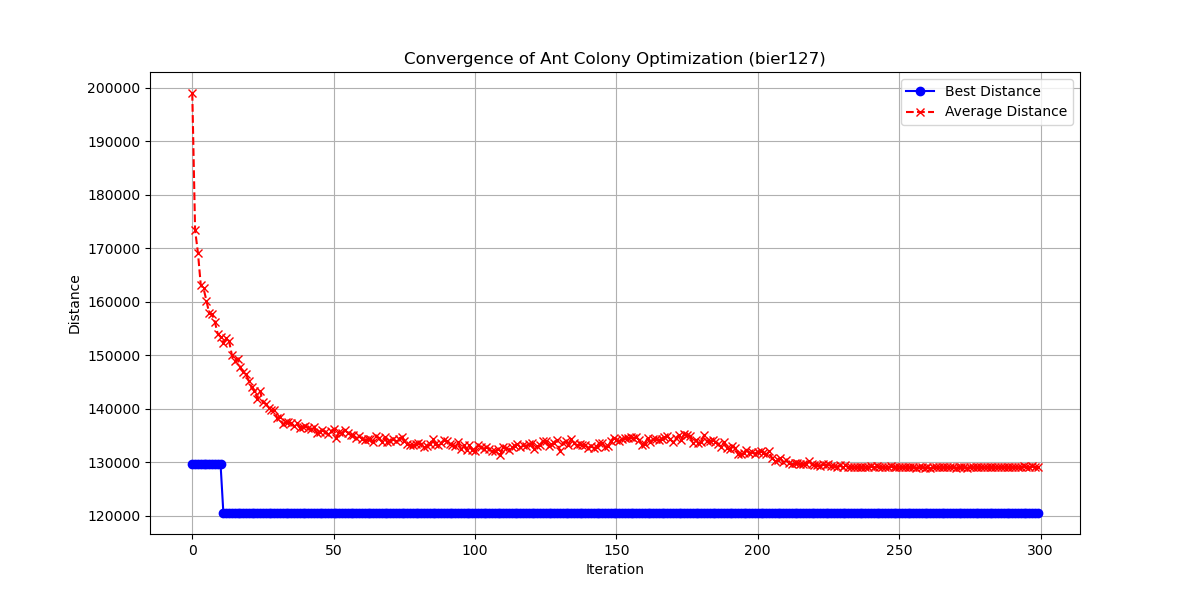 Convergence of Ant Colony Optimization (bier127)
Best Distance
Average Distance
Distance
200000
190000
180000
170000
160000
150000
140000
130000
120000
0 50 100 150 200 250 300
Iteration